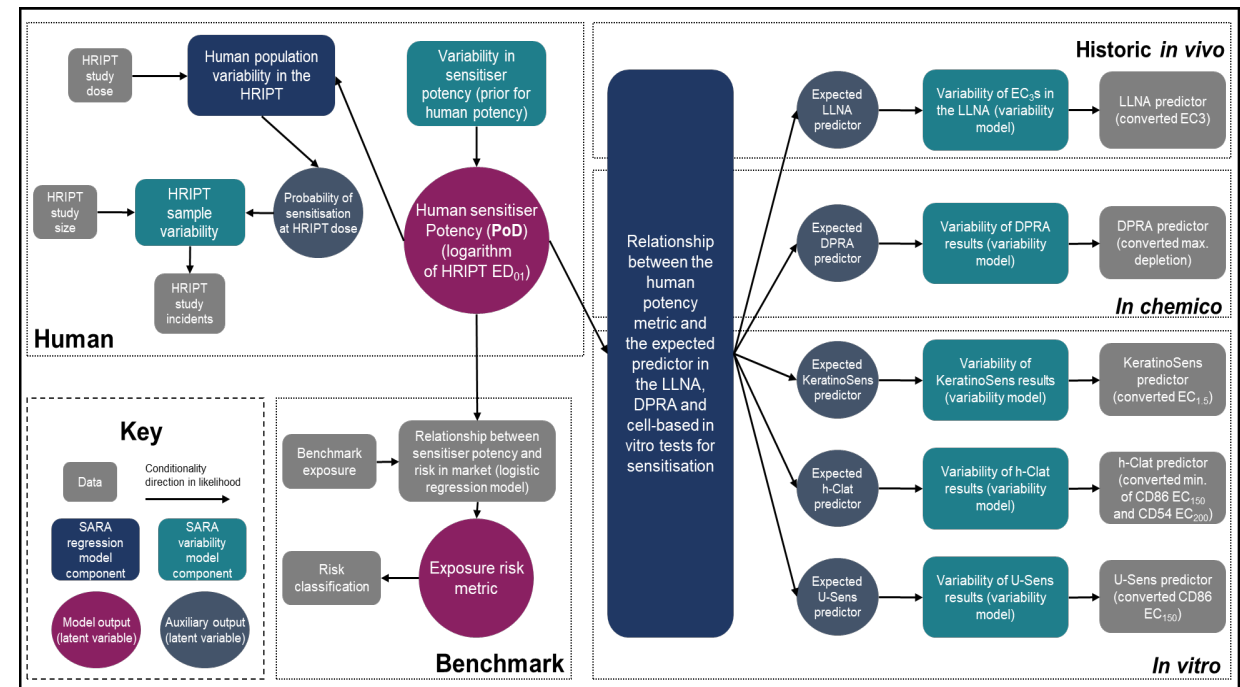 HRIPT
study
dose
Human population
variability in the
HRIPT
Variability in
sensitiser
potency (prior for
human potency)
HRIPT
study
size
HRIPT
sample
variability
Probability of
sensitisation
at HRIPT dose
Human sensitiser
Potency (PoD)
(logarithm
of HRIPT ED01)
HRIPT
study
incidents
Human
Relationship
between the
human
potency
metric and
the expected
predictor in
the LLNA,
DPRA and
cell-based in
vitro tests for
sensitisation
Historic in vivo
Expected
LLNA
predictor
Variability of EC3s in
the LLNA (variability
model)
LLNA predictor
(converted EC3)
Expected
DPRA
predictor
Variability of DPRA
results (variability
model)
DPRA predictor
(converted max.
depletion)
In chemico
Expected
KeratinoSens
predictor
Variability of
KeratinoSens results
(variability model)
KeratinoSens
predictor
(converted EC1.5)
Expected
h-Clat
predictor
Variability of h-Clat
results (variability
model)
h-Clat predictor
(converted min.
of CD86 EC150
and CD54 EC200)
Expected
U-Sens
predictor
Variability of U-Sens
results (variability
model)
U-Sens predictor
(converted CD86
EC150)
In vitro
Key
Data
Conditionality
direction in likelihood
SARA
regression
model
component
SARA
variability
model
component
Model output
(latent variable)
Auxiliary output
(latent variable)
Benchmark
exposure
Relationship between
sensitiser potency and
risk in market (logistic
regression model)
Risk
classification
Exposure risk
metric
Benchmark